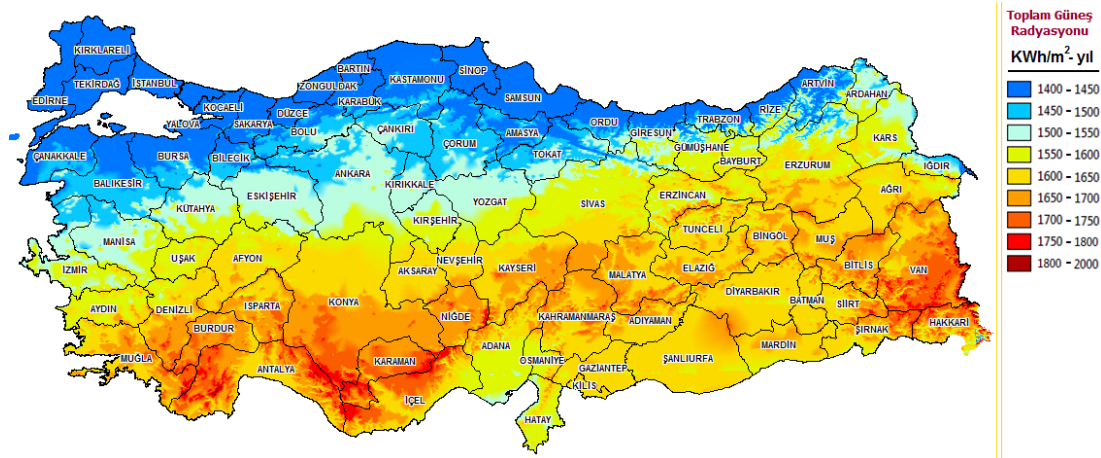 Toplam Güneş
Radyasyonu
KWh/m²- yıl
1400 - 1450
1450 - 1500
1500 - 1550
1550 - 1600
1600 - 1650
1650 - 1700
1700 - 1750
1750 - 1800
1800 - 2000
KIRKLARELİ
TEKİRDAĞ
İSTANBUL
EDİRNE
KOCAELİ
YALOVA
SAKARYA
DÜZCE
ZONGULDAK
BARTIN
KARABÜK
KASTAMONU
SİNOP
BOLU
ÇANKIRI
SAMSUN
AMASYA
ÇORUM
TOKAT
ORDU
GİRESUN
TRABZON
RİZE
ARTVİN
ARDAHAN
KARS
GÜMÜŞHANE
BAYBURT
ERZURUM
IĞDIR
ÇANAKKALE
BURSA
BİLECİK
BALIKESİR
KÜTAHYA
ESKİŞEHİR
ANKARA
KIRIKKALE
YOZGAT
SİVAS
ERZİNCAN
AĞRI
KIRŞEHİR
TUNCELİ
BİNGÖL
MUŞ
MANİSA
İZMİR
UŞAK
AFYON
AKSARAY
NEVŞEHİR
KAYSERİ
MALATYA
ELAZIĞ
BİTLİS
VAN
DİYARBAKIR
BATMAN
SİİRT
AYDIN
DENİZLİ
ISPARTA
KONYA
NİĞDE
KAHRAMANMARAŞ
ADIYAMAN
ŞIRNAK
HAKKARİ
BURDUR
MUĞLA
ANTALYA
KARAMAN
ADANA
OSMANİYE
GAZİANTEP
ŞANLIURFA
MARDİN
KİLİS
İÇEL
HATAY